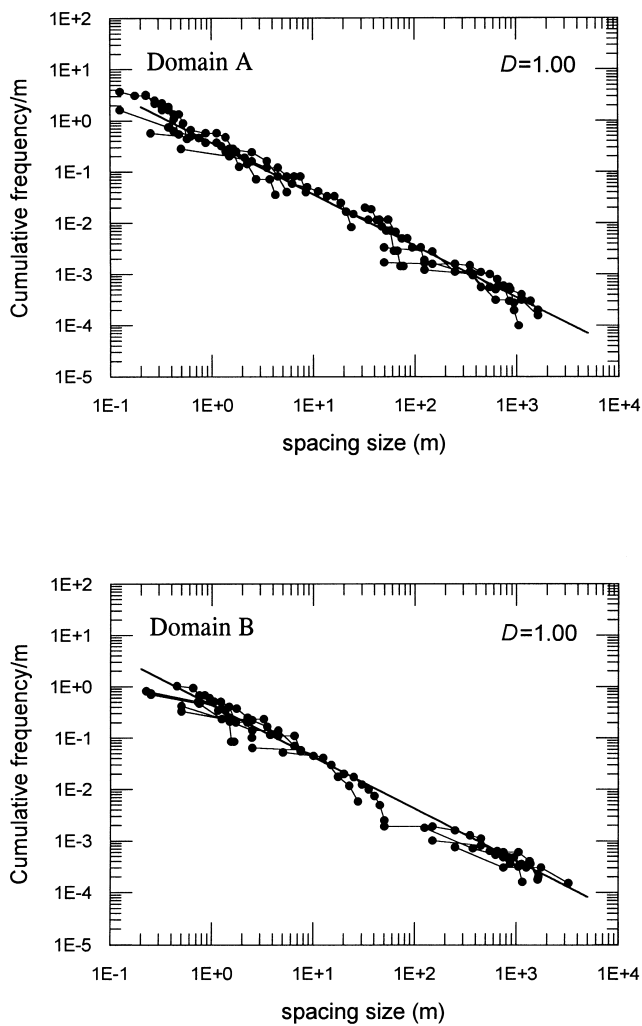 1E+2
Domain A
D=1.00
1E+1
1E+0
1E-1
1E-2
1E-3
1E-4
1E-5
Cumulative frequency/m
1E-1 1E+0 1E+1 1E+2 1E+3 1E+4
spacing size (m)
1E+2
Domain B
D=1.00
1E+1
1E+0
1E-1
1E-2
1E-3
1E-4
1E-5
Cumulative frequency/m
1E-1 1E+0 1E+1 1E+2 1E+3 1E+4
spacing size (m)